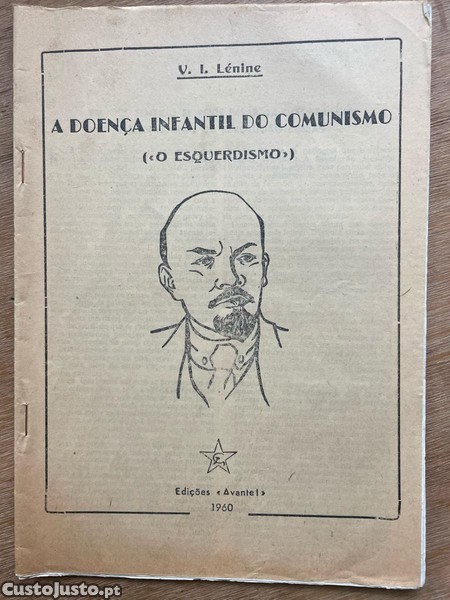 V. I. Lénine
A DOENÇA INFANTIL DO COMUNISMO
(«O ESQUERDISMO»)
Edições «Avante!»
1960
CustoJusto.pt